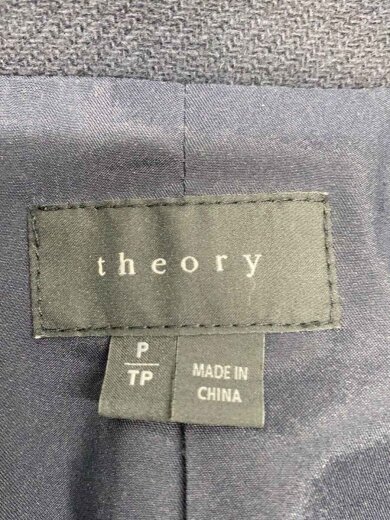 theory
P
TP
MADE IN
CHINA